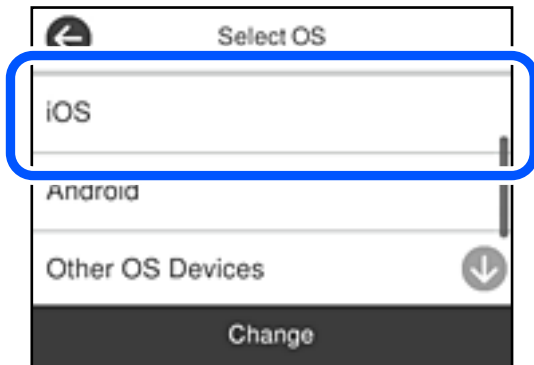 Select OS
iOS
Android
Other OS Devices
Change